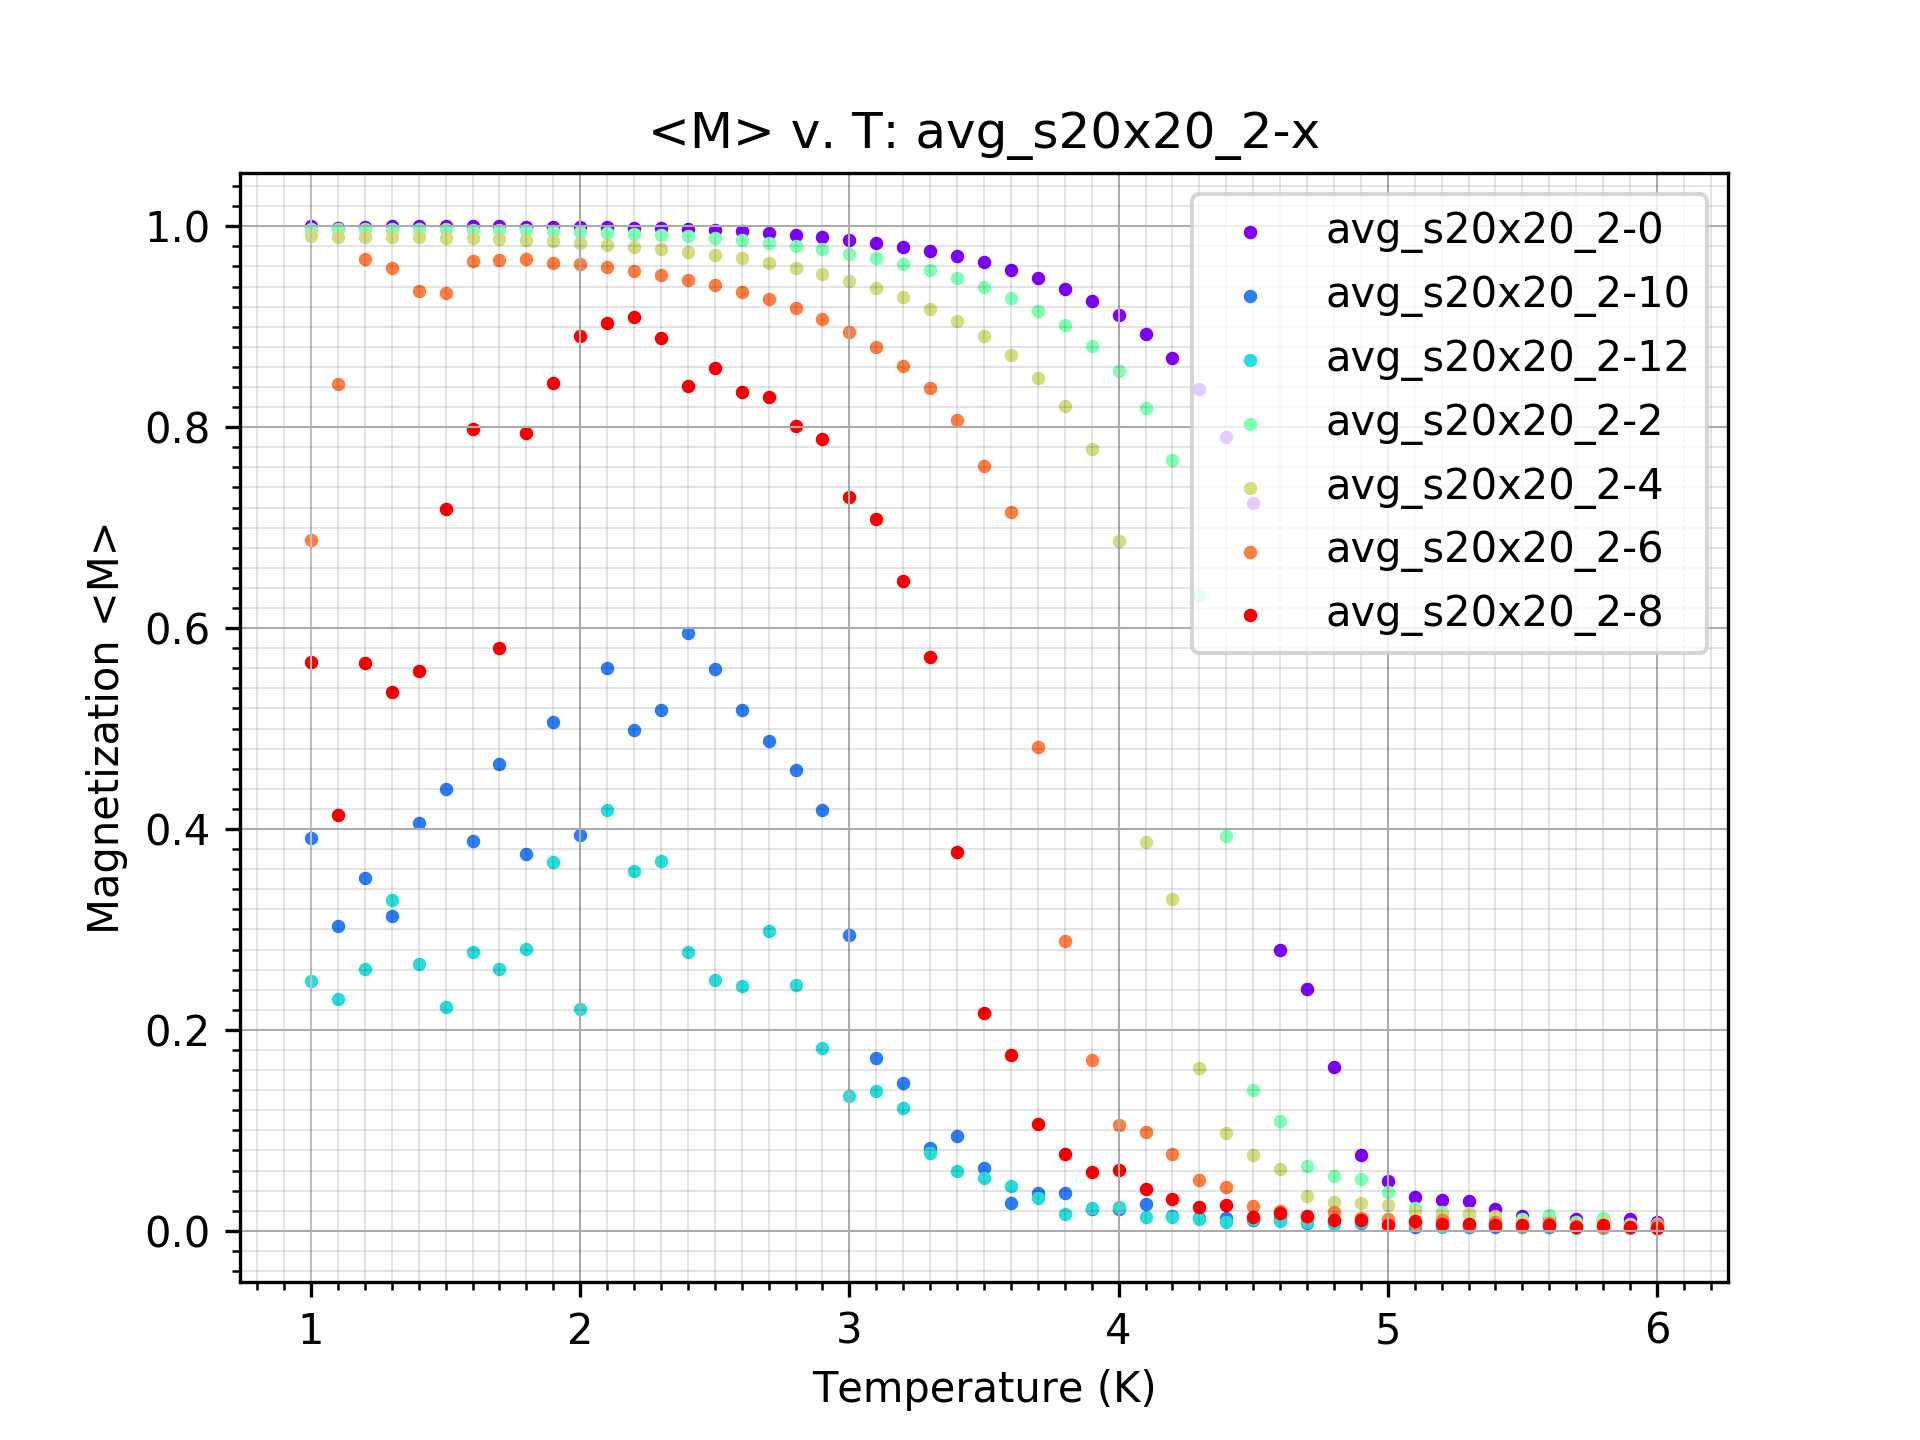 <M> v. T: avg_s20x20_2-x
avg_s20x20_2-0
avg_s20x20_2-10
avg_s20x20_2-12
avg_s20x20_2-2
avg_s20x20_2-4
avg_s20x20_2-6
avg_s20x20_2-8
Magnetization <M>
1.0
0.8
0.6
0.4
0.2
0.0
1 2 3 4 5 6
Temperature (K)